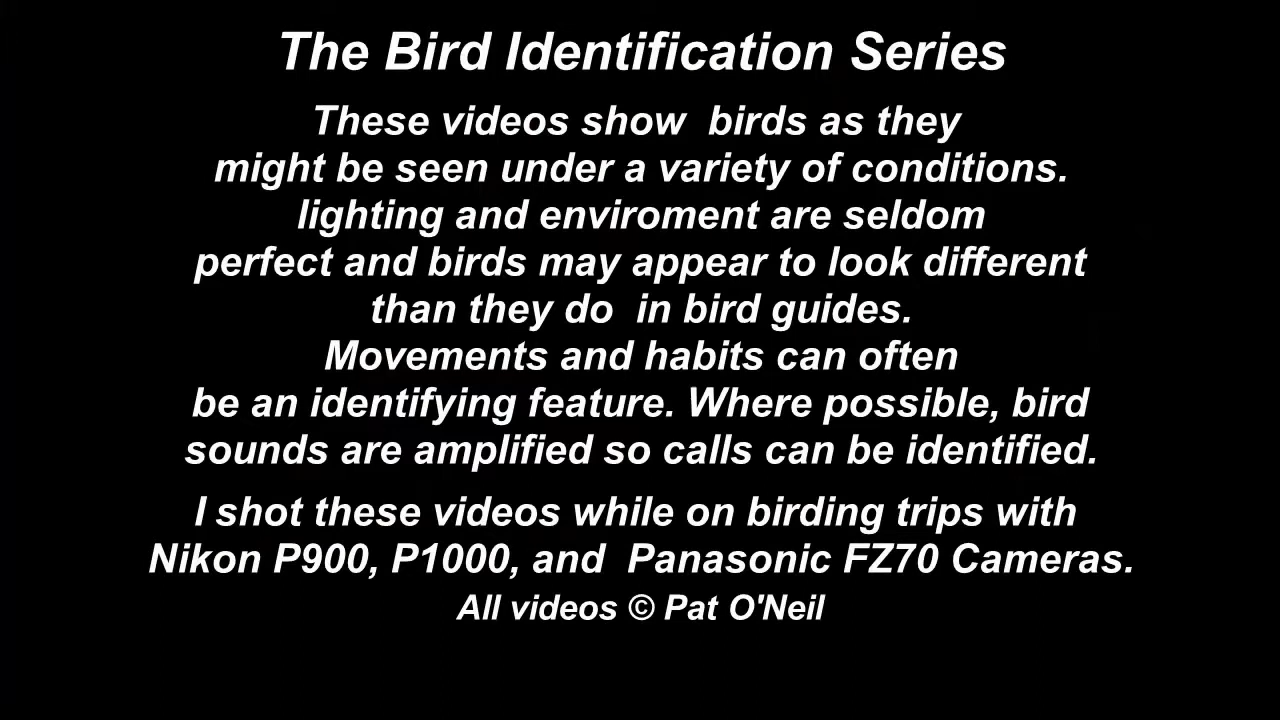 The Bird Identification Series
These videos show  birds as they
might be seen under a variety of conditions.
lighting and enviroment are seldom
perfect and birds may appear to look different
than they do  in bird guides.
Movements and habits can often
be an identifying feature. Where possible, bird
sounds are amplified so calls can be identified.
I shot these videos while on birding trips with
Nikon P900, P1000, and  Panasonic FZ70 Cameras.
All videos © Pat O'Neil